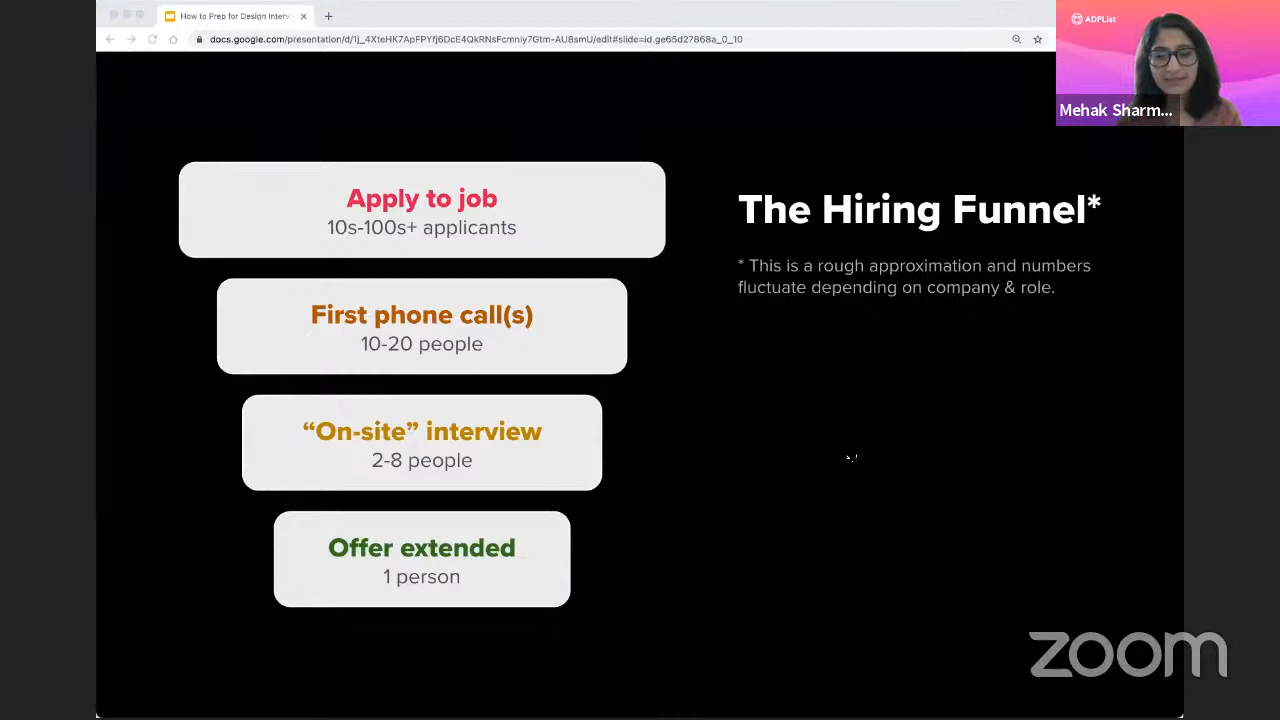 How to Prep for Design Intervi
docs.google.com/presentation/d/1j_4XteHK7ApFPYfj6DcE4QkRNsFcmniy7Gtm-AU8smU/edit#slide=id.ge65d27868a_0_10
ADPList
Mehak Sharm...
Apply to job
10s-100s+ applicants
First phone call(s)
10-20 people
“On-site” interview
2-8 people
Offer extended
1 person
The Hiring Funnel*
* This is a rough approximation and numbers
fluctuate depending on company & role.
zoom